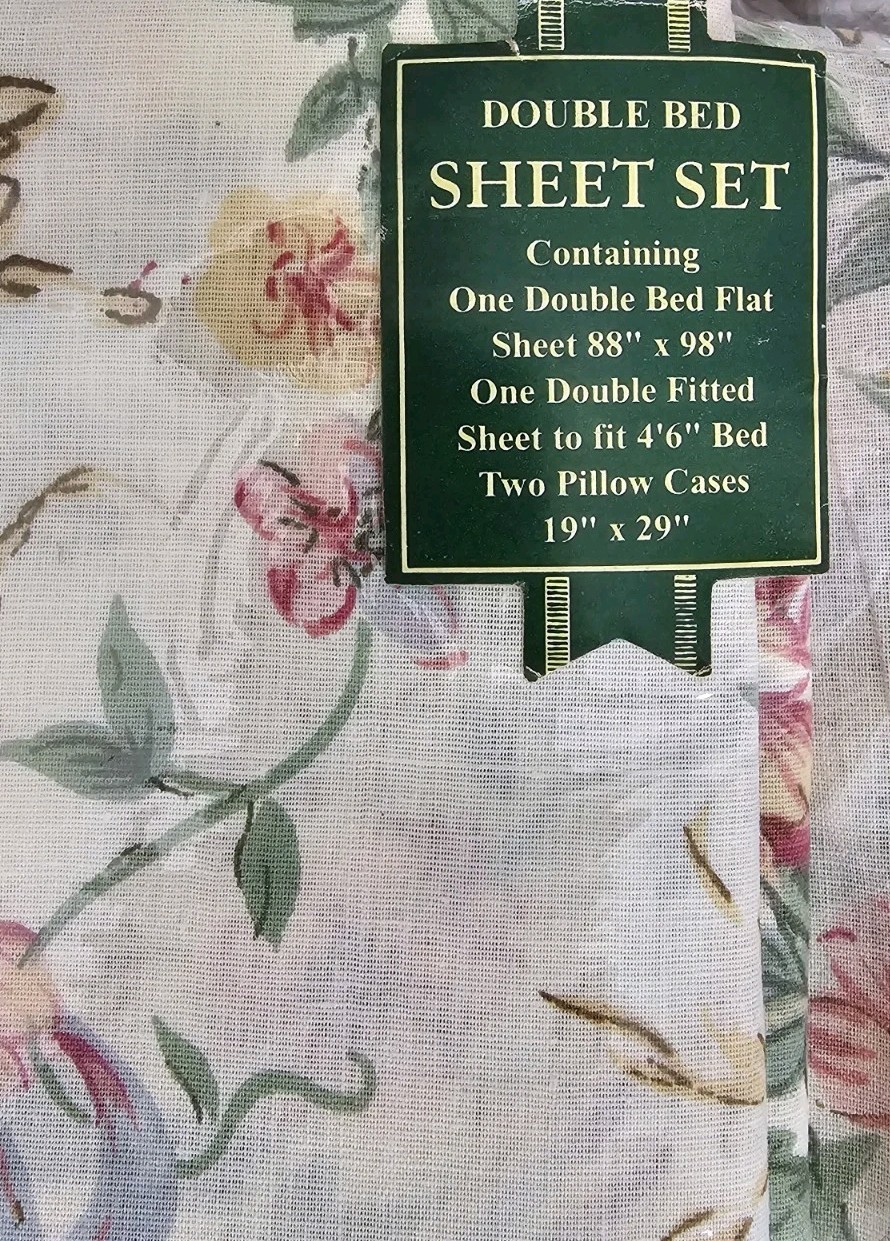 DOUBLE BED
SHEET SET
Containing
One Double Bed Flat
Sheet 88" x 98"
One Double Fitted
Sheet to fit 4'6" Bed
Two Pillow Cases
19" x 29"